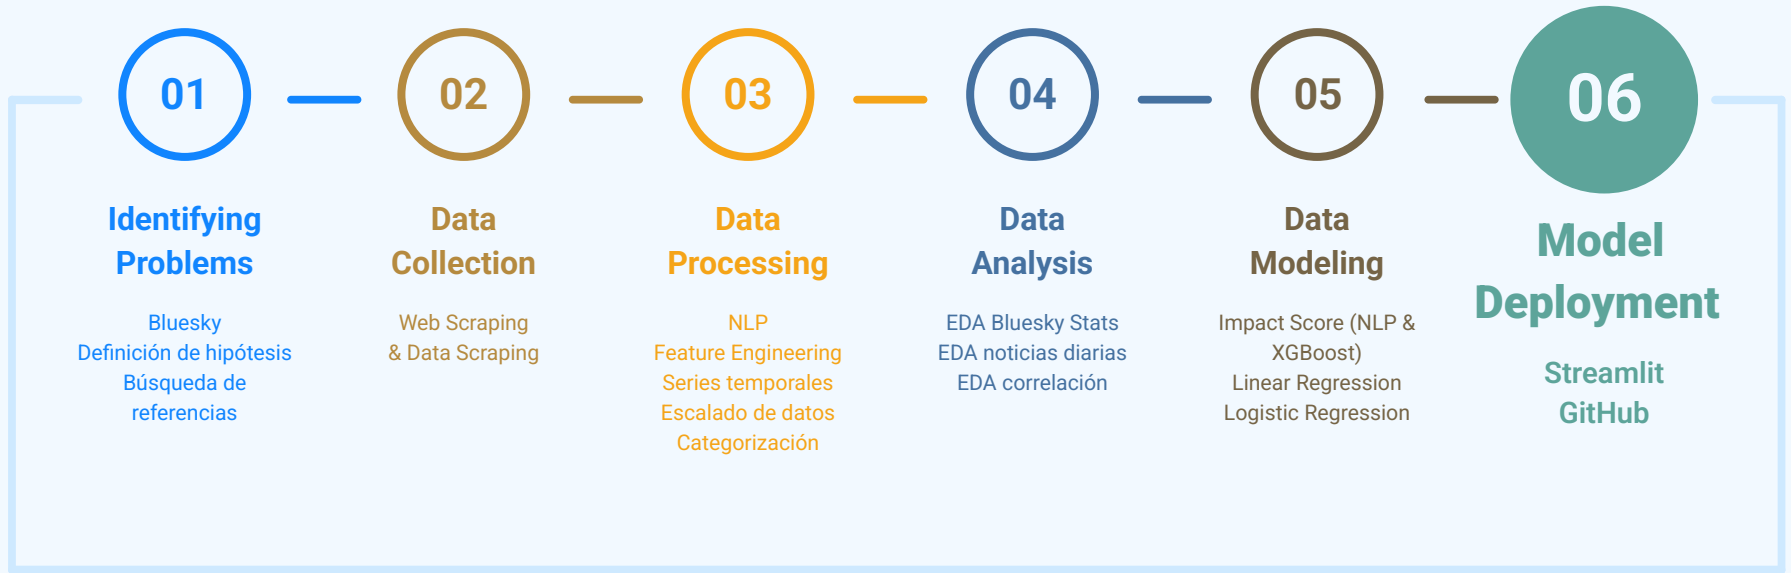 01
Identifying
Problems
Bluesky
Definición de hipótesis
Búsqueda de
referencias
02
Data
Collection
Web Scraping
& Data Scraping
03
Data
Processing
NLP
Feature Engineering
Series temporales
Escalado de datos
Categorización
04
Data
Analysis
EDA Bluesky Stats
EDA noticias diarias
EDA correlación
05
Data
Modeling
Impact Score (NLP &
XGBoost)
Linear Regression
Logistic Regression
06
Model
Deployment
Streamlit
GitHub